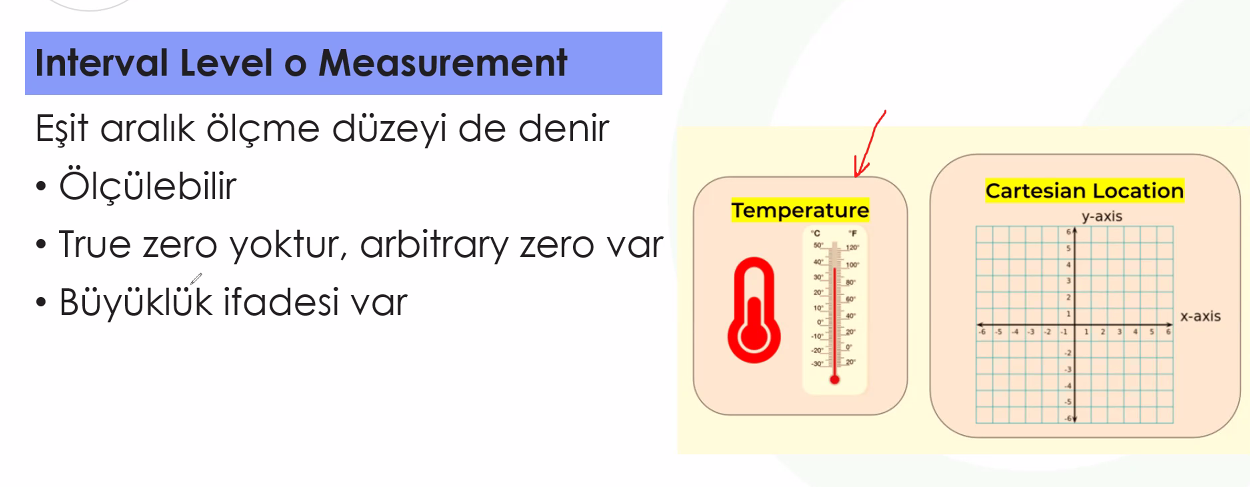 Interval Level o Measurement
Eşit aralık ölçme düzeyi de denir
• Ölçülebilir
• True zero yoktur, arbitrary zero var
• Büyüklük ifadesi var
Temperature
°C °F
50° 120°
40° 100°
30° 80°
20° 60°
10° 40°
0° 20°
-10° 0°
-20° 20°
-30°
Cartesian Location
y-axis
6
5
4
3
2
1
x-axis
-6 -5 -4 -3 -2 -1 1 2 3 4 5 6
-2
-3
-4
-5
-6